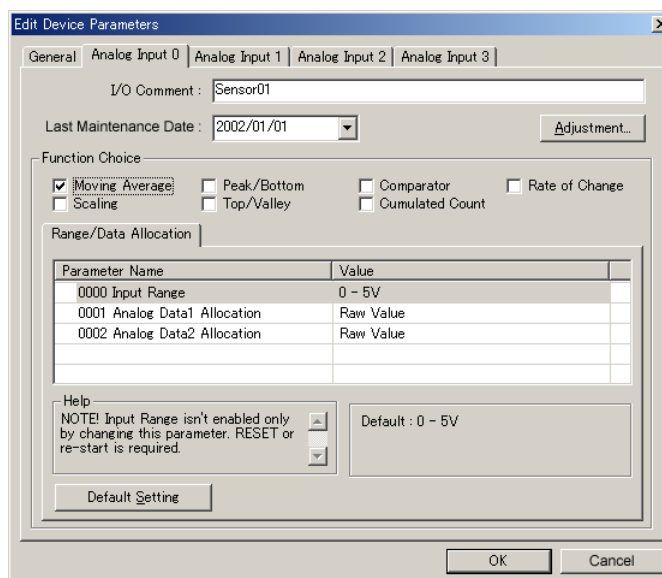 Edit Device Parameters
General Analog Input 0 Analog Input 1 Analog Input 2 Analog Input 3
I/O Comment : Sensor01
Last Maintenance Date : 2002/01/01 Adjustment...
Function Choice
Moving Average Peak/Bottom Comparator Rate of Change
Scaling Top/Valley Cumulated Count
Range/Data Allocation
Parameter Name Value
0000 Input Range 0 - 5V
0001 Analog Data1 Allocation Raw Value
0002 Analog Data2 Allocation Raw Value
Help
NOTE! Input Range isn't enabled only
by changing this parameter. RESET or
re-start is required.
Default : 0 - 5V
Default Setting
OK Cancel